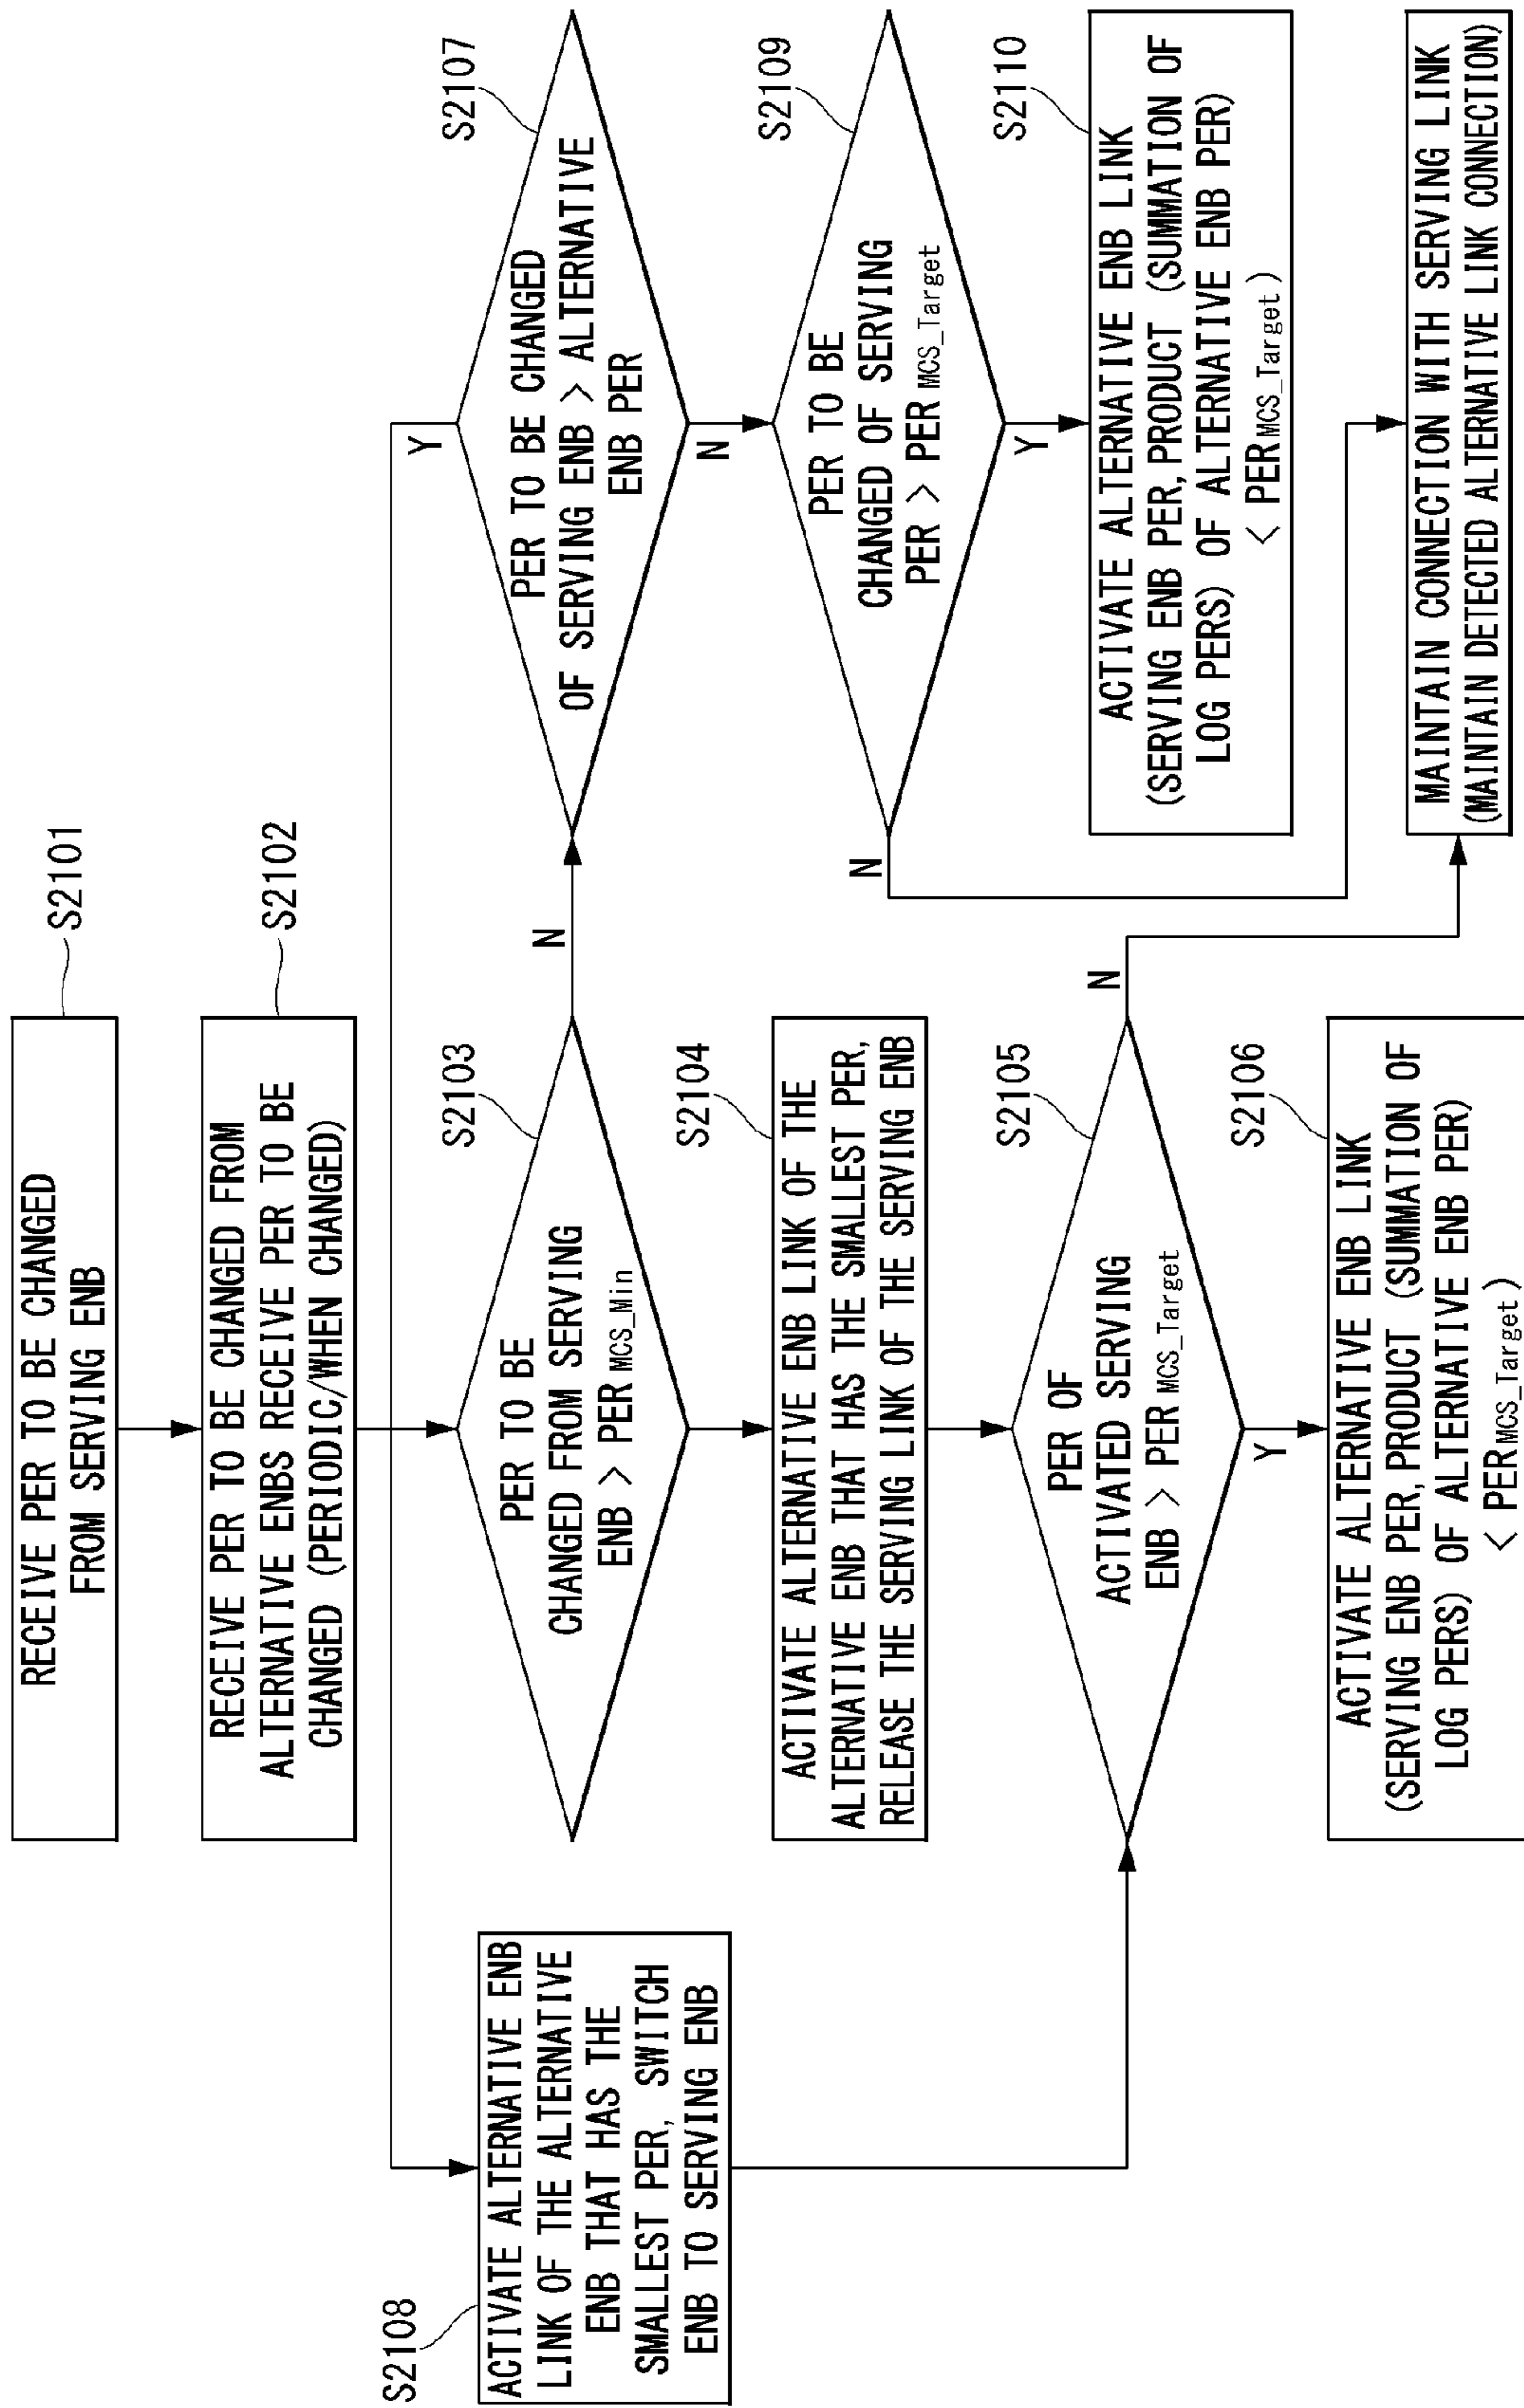 S2101
RECEIVE PER TO BE CHANGED
FROM SERVING ENB
S2102
RECEIVE PER TO BE CHANGED FROM
ALTERNATIVE ENBS RECEIVE PER TO BE
CHANGED (PERIODIC/WHEN CHANGED)
S2103
PER TO BE
CHANGED FROM SERVING
ENB > PER MCS_Min
N
S2104
ACTIVATE ALTERNATIVE ENB LINK OF THE
ALTERNATIVE ENB THAT HAS THE SMALLEST PER,
RELEASE THE SERVING LINK OF THE SERVING ENB
S2105
PER OF
ACTIVATED SERVING
ENB > PER MCS_Target
N
Y
S2106
ACTIVATE ALTERNATIVE ENB LINK
(SERVING ENB PER, PRODUCT (SUMMATION OF
LOG PERS) OF ALTERNATIVE ENB PER)
< PER MCS_Target )
S2107
Y
PER TO BE CHANGED
OF SERVING ENB > ALTERNATIVE
ENB PER
N
S2108
ACTIVATE ALTERNATIVE ENB
LINK OF THE ALTERNATIVE
ENB THAT HAS THE
SMALLEST PER, SWITCH
ENB TO SERVING ENB
S2109
PER TO BE
CHANGED OF SERVING
PER > PER MCS_Target
N
Y
S2110
ACTIVATE ALTERNATIVE ENB LINK
(SERVING ENB PER, PRODUCT (SUMMATION OF
LOG PERS) OF ALTERNATIVE ENB PER)
< PER MCS_Target )
MAINTAIN CONNECTION WITH SERVING LINK
(MAINTAIN DETECTED ALTERNATIVE LINK CONNECTION)